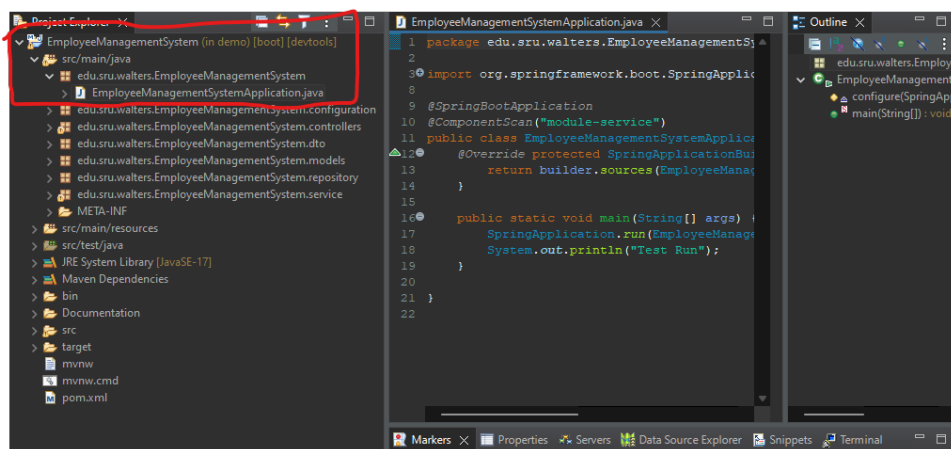 Project Explorer
EmployeeManagementSystem (in demo) [boot] [devtools]
src/main/java
edu.sru.walters.EmployeeManagementSystem
EmployeeManagementSystemApplication.java
edu.sru.walters.EmployeeManagementSystem.configuration
edu.sru.walters.EmployeeManagementSystem.controllers
edu.sru.walters.EmployeeManagementSystem.dto
edu.sru.walters.EmployeeManagementSystem.models
edu.sru.walters.EmployeeManagementSystem.repository
edu.sru.walters.EmployeeManagementSystem.service
META-INF
src/main/resources
src/test/java
JRE System Library [JavaSE-17]
Maven Dependencies
bin
Documentation
src
target
mvnw
mvnw.cmd
pom.xml
EmployeeManagementSystemApplication.java
1 package edu.sru.walters.EmployeeManagementSy
2
3 import org.springframework.boot.SpringApplic
8
9 @SpringBootApplication
10 @ComponentScan("module-service")
11 public class EmployeeManagementSystemApplica
12 @Override protected SpringApplicationBui
13 return builder.sources(EmployeeManag
14 }
15
16 public static void main(String[] args) {
17 SpringApplication.run(EmployeeManage
18 System.out.println("Test Run");
19 }
20
21 }
22
Outline
edu.sru.walters.Employ
EmployeeManagement
configure(SpringAp
main(String[]) : void
Markers Properties Servers Data Source Explorer Snippets Terminal